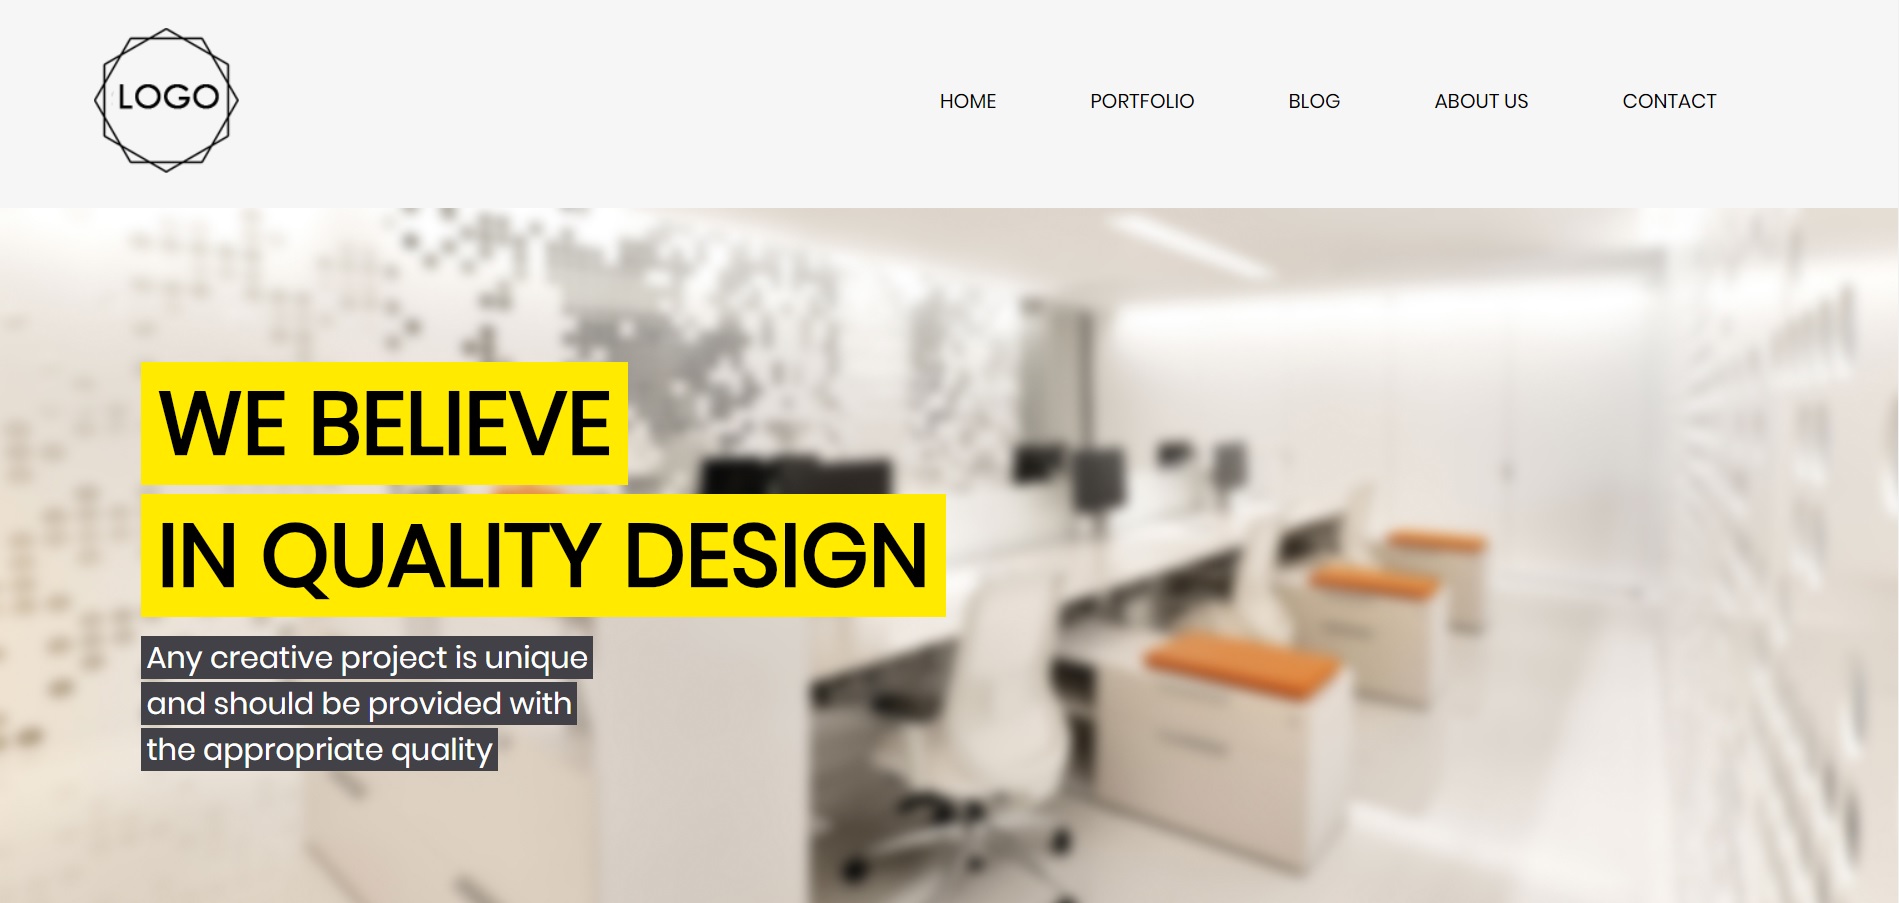 LOGO
HOME PORTFOLIO BLOG ABOUT US CONTACT
WE BELIEVE
IN QUALITY DESIGN
Any creative project is unique
and should be provided with
the appropriate quality